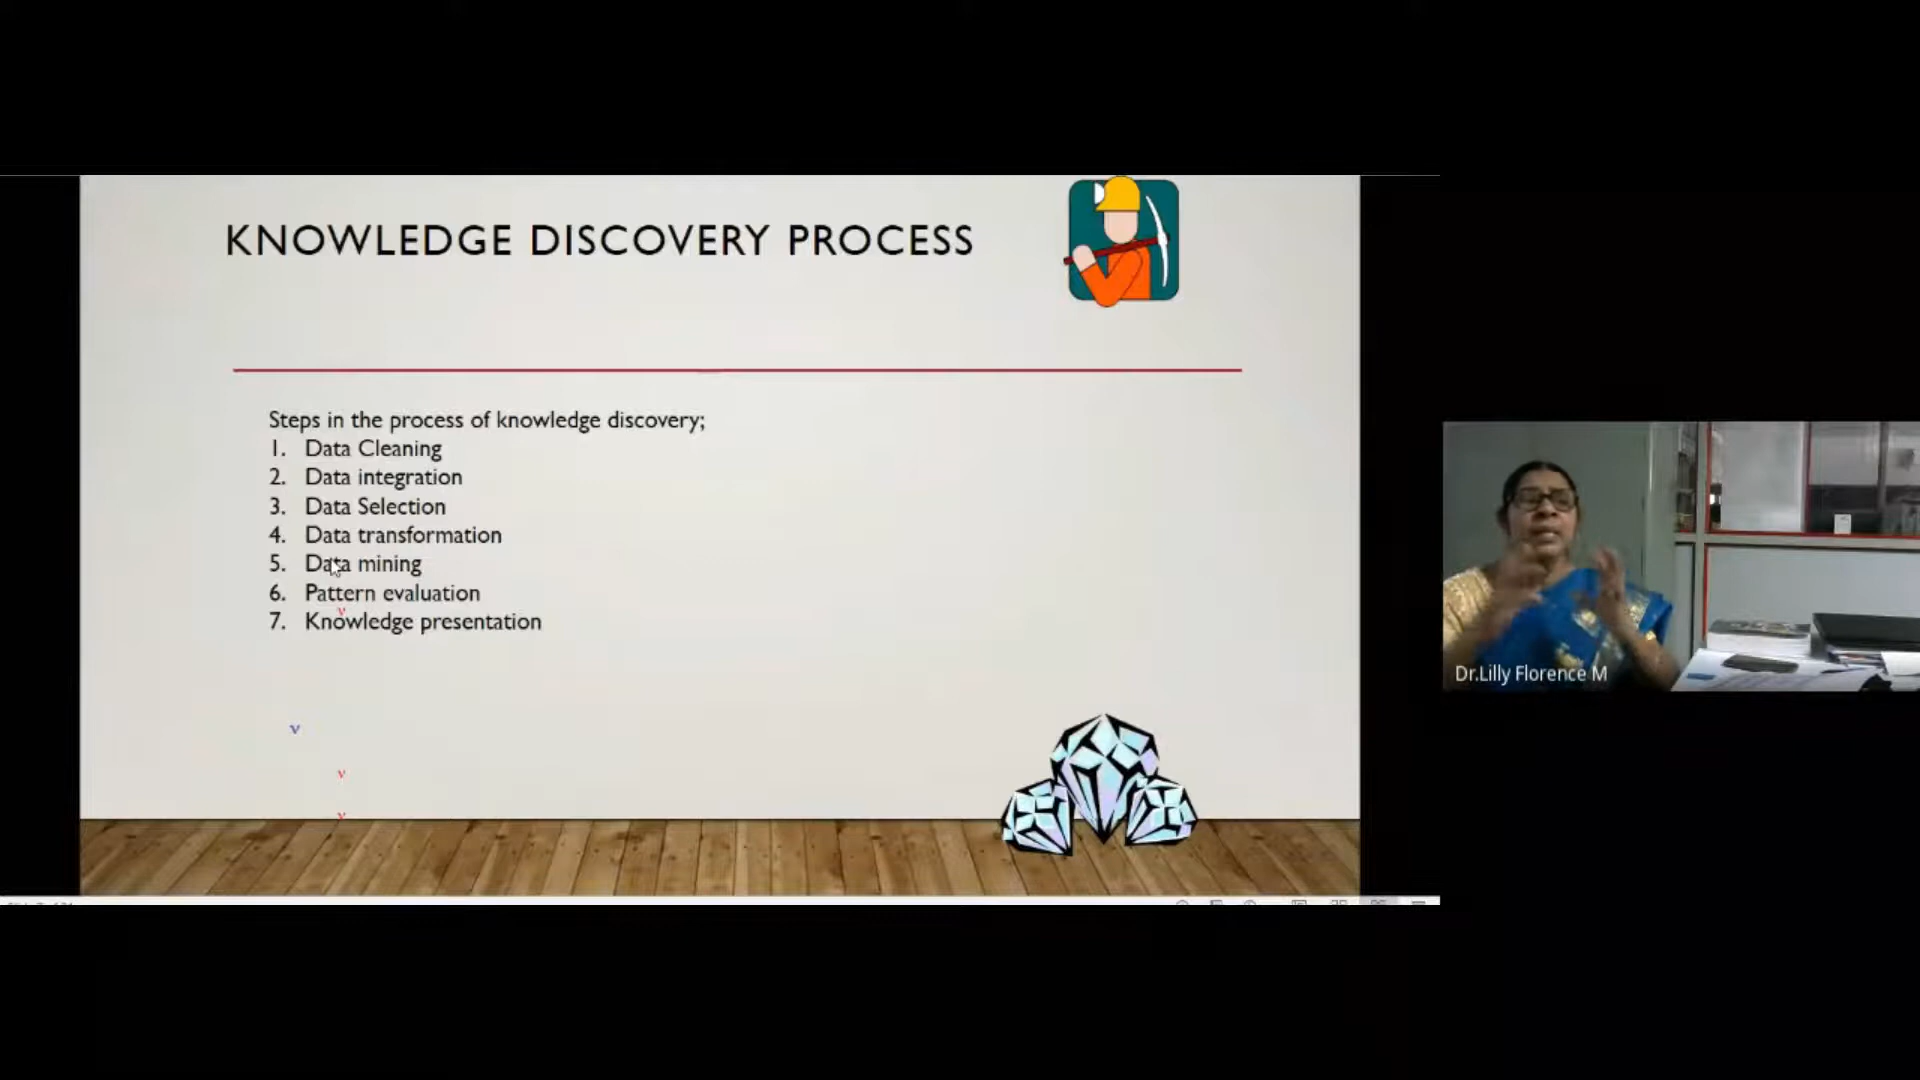 KNOWLEDGE DISCOVERY PROCESS
Steps in the process of knowledge discovery;
1. Data Cleaning
2. Data integration
3. Data Selection
4. Data transformation
5. Data mining
6. Pattern evaluation
v
7. Knowledge presentation
v
v
v
Dr.Lilly Florence M